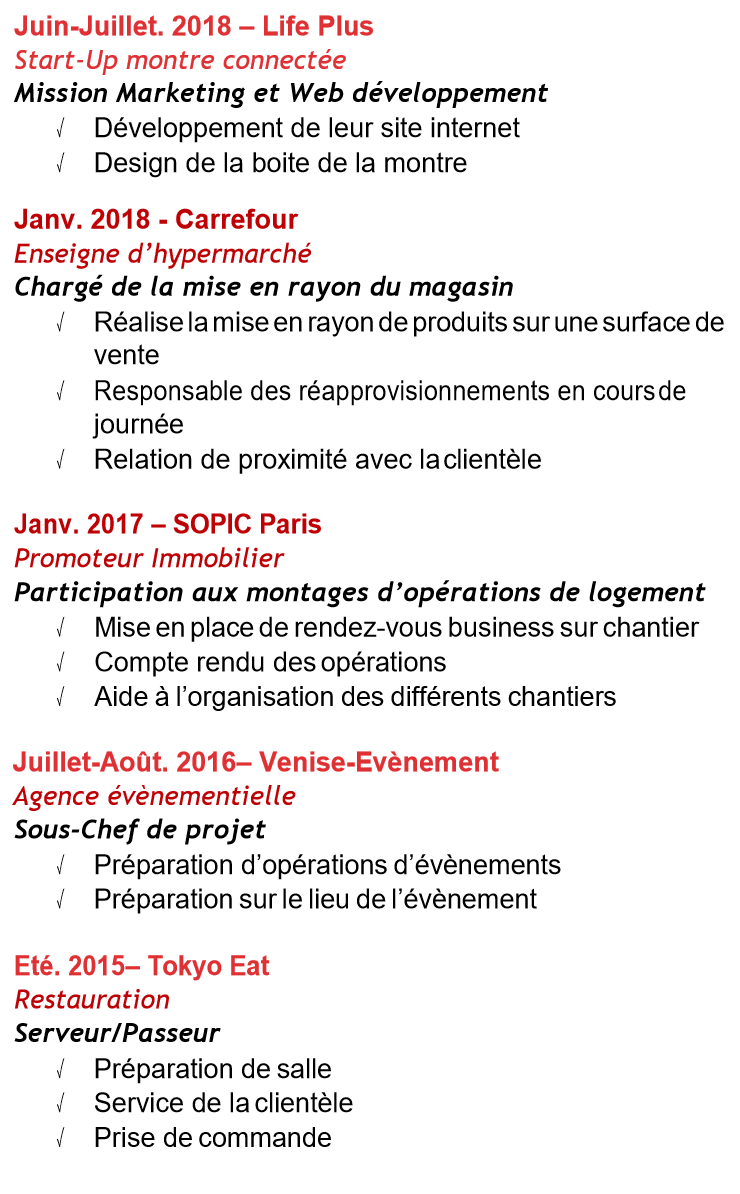 Juin-Juillet. 2018 – Life Plus
Start-Up montre connectée
Mission Marketing et Web développement
√ Développement de leur site internet
√ Design de la boite de la montre
Janv. 2018 - Carrefour
Enseigne d’hypermarché
Chargé de la mise en rayon du magasin
√ Réalise la mise en rayon de produits sur une surface de
vente
√ Responsable des réapprovisionnements en cours de
journée
√ Relation de proximité avec la clientèle
Janv. 2017 – SOPIC Paris
Promoteur Immobilier
Participation aux montages d’opérations de logement
√ Mise en place de rendez-vous business sur chantier
√ Compte rendu des opérations
√ Aide à l’organisation des différents chantiers
Juillet-Août. 2016– Venise-Evènement
Agence évènementielle
Sous-Chef de projet
√ Préparation d’opérations d’évènements
√ Préparation sur le lieu de l’évènement
Eté. 2015– Tokyo Eat
Restauration
Serveur/Passeur
√ Préparation de salle
√ Service de la clientèle
√ Prise de commande